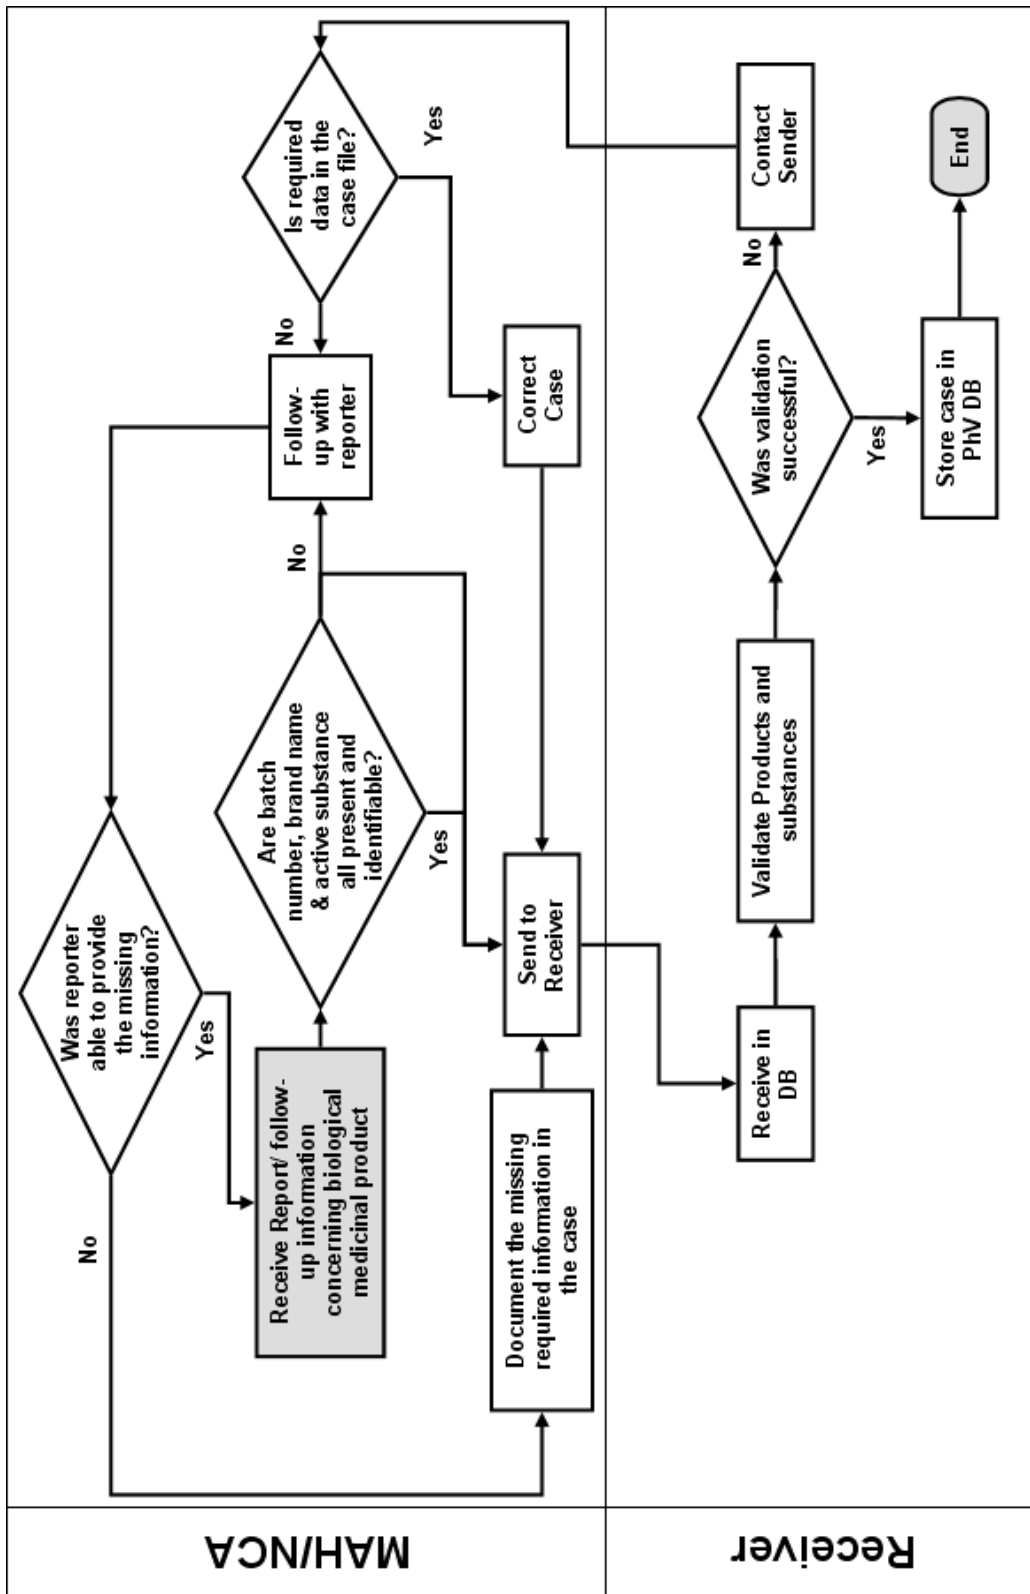 MAH/NCA
Was reporter
able to provide
the missing
information?
No
Yes
Receive Report/ follow-
up information
concerning biological
medicinal product
Are batch
number, brand name
& active substance
all present and
identifiable?
No
Yes
Follow-
up with
reporter
No
Is required
data in the
case file?
Yes
Correct
Case
Document the missing
required information in
the case
Send to
Receiver
Receiver
Receive in
DB
Validate Products and
substances
Was validation
successful?
No
Yes
Contact
Sender
Store case in
PhV DB
End